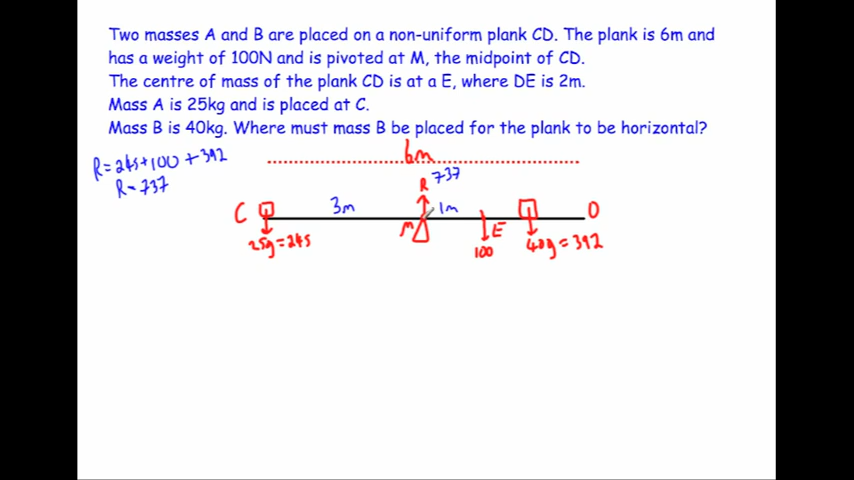 Two masses A and B are placed on a non-uniform plank CD. The plank is 6m and
has a weight of 100N and is pivoted at M, the midpoint of CD.
The centre of mass of the plank CD is at a E, where DE is 2m.
Mass A is 25kg and is placed at C.
Mass B is 40kg. Where must mass B be placed for the plank to be horizontal?
6m
R=245+100+392
R=737
R 737
C 3m 1m D
M E
25g=245 100 40g=392